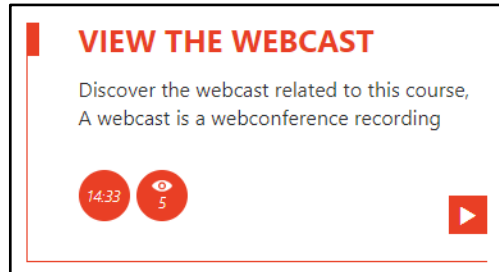 VIEW THE WEBCAST
Discover the webcast related to this course,
A webcast is a webconference recording
14:33
5